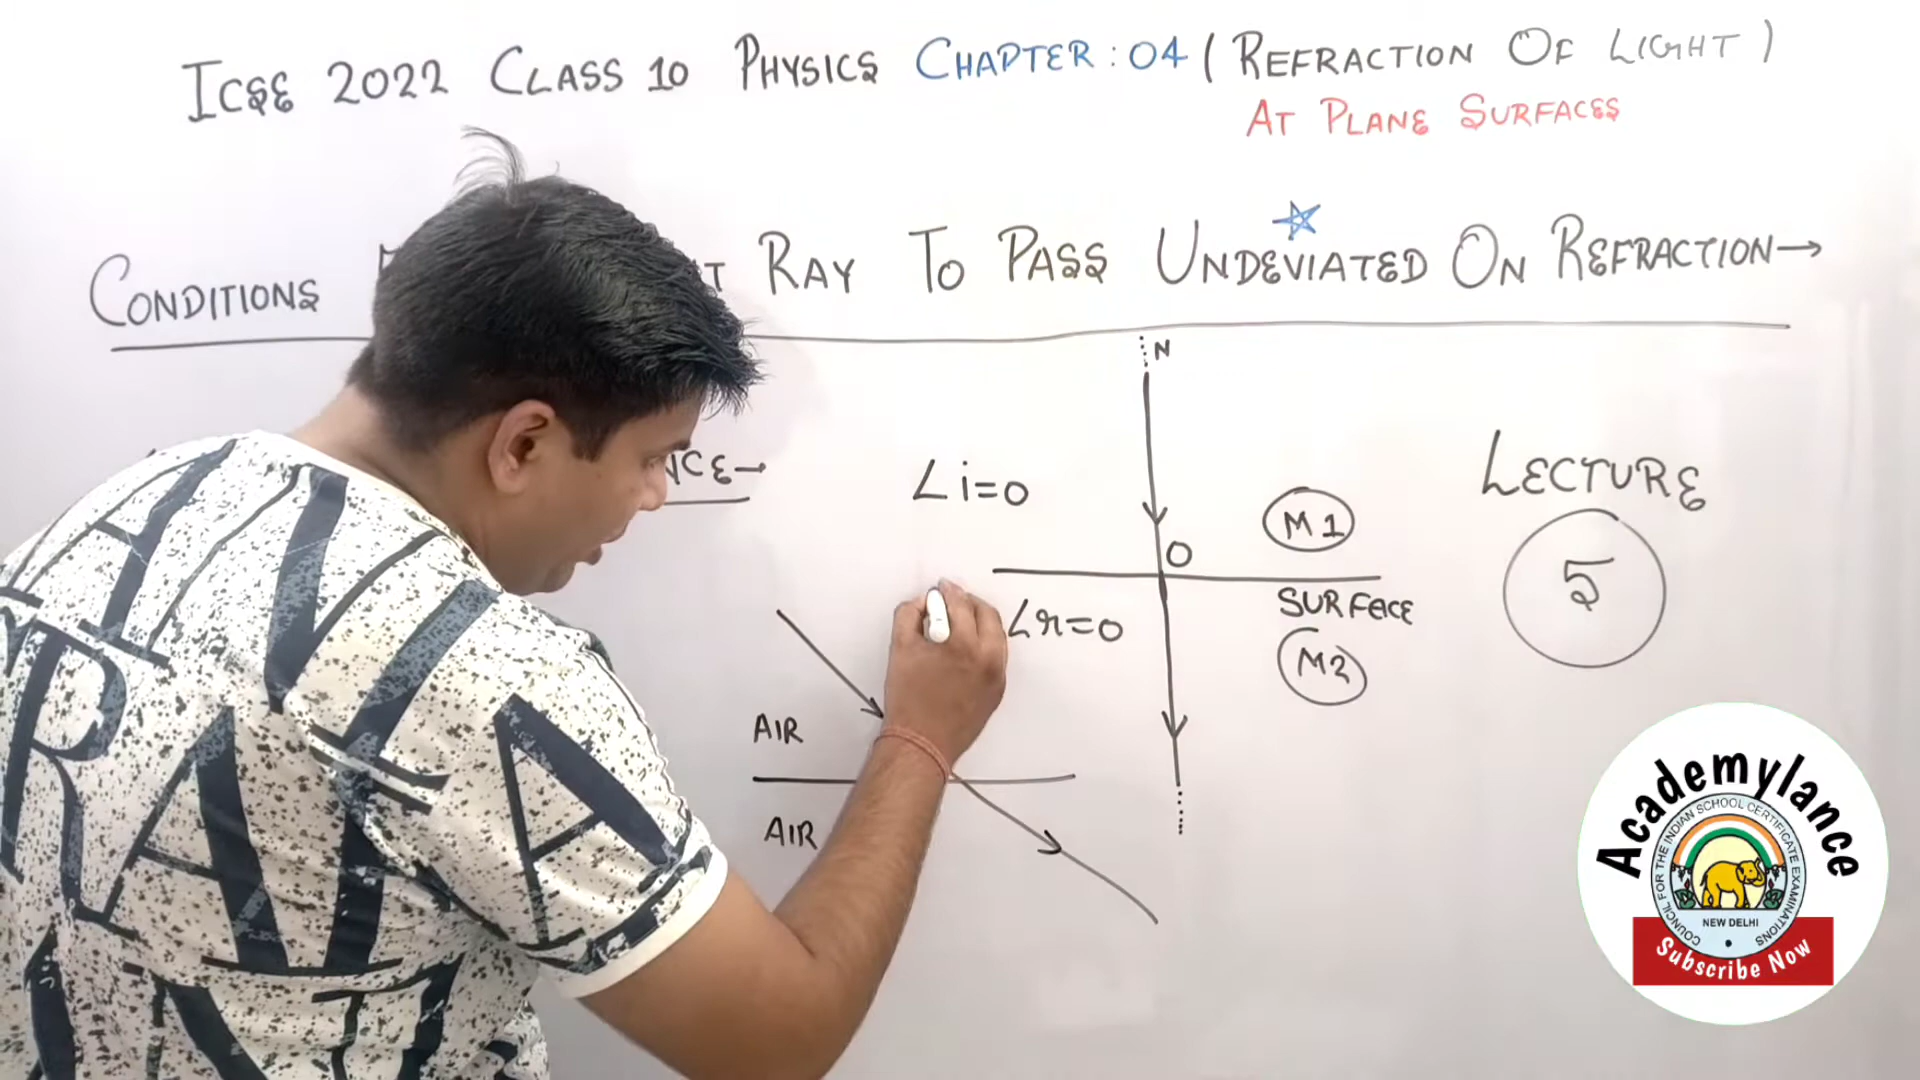 ICSE 2022 CLASS 10 PHYSICS CHAPTER : 04 ( REFRACTION OF LIGHT )
AT PLANE SURFACES
CONDITIONS RAY TO PASS UNDEVIATED ON REFRACTION→
N
∠i=0
M1
O
LECTURE
5
SURFACE
∠r=0
M2
AIR
AIR
Academylance
COUNCIL FOR THE INDIAN SCHOOL CERTIFICATE EXAMINATIONS
NEW DELHI
Subscribe Now